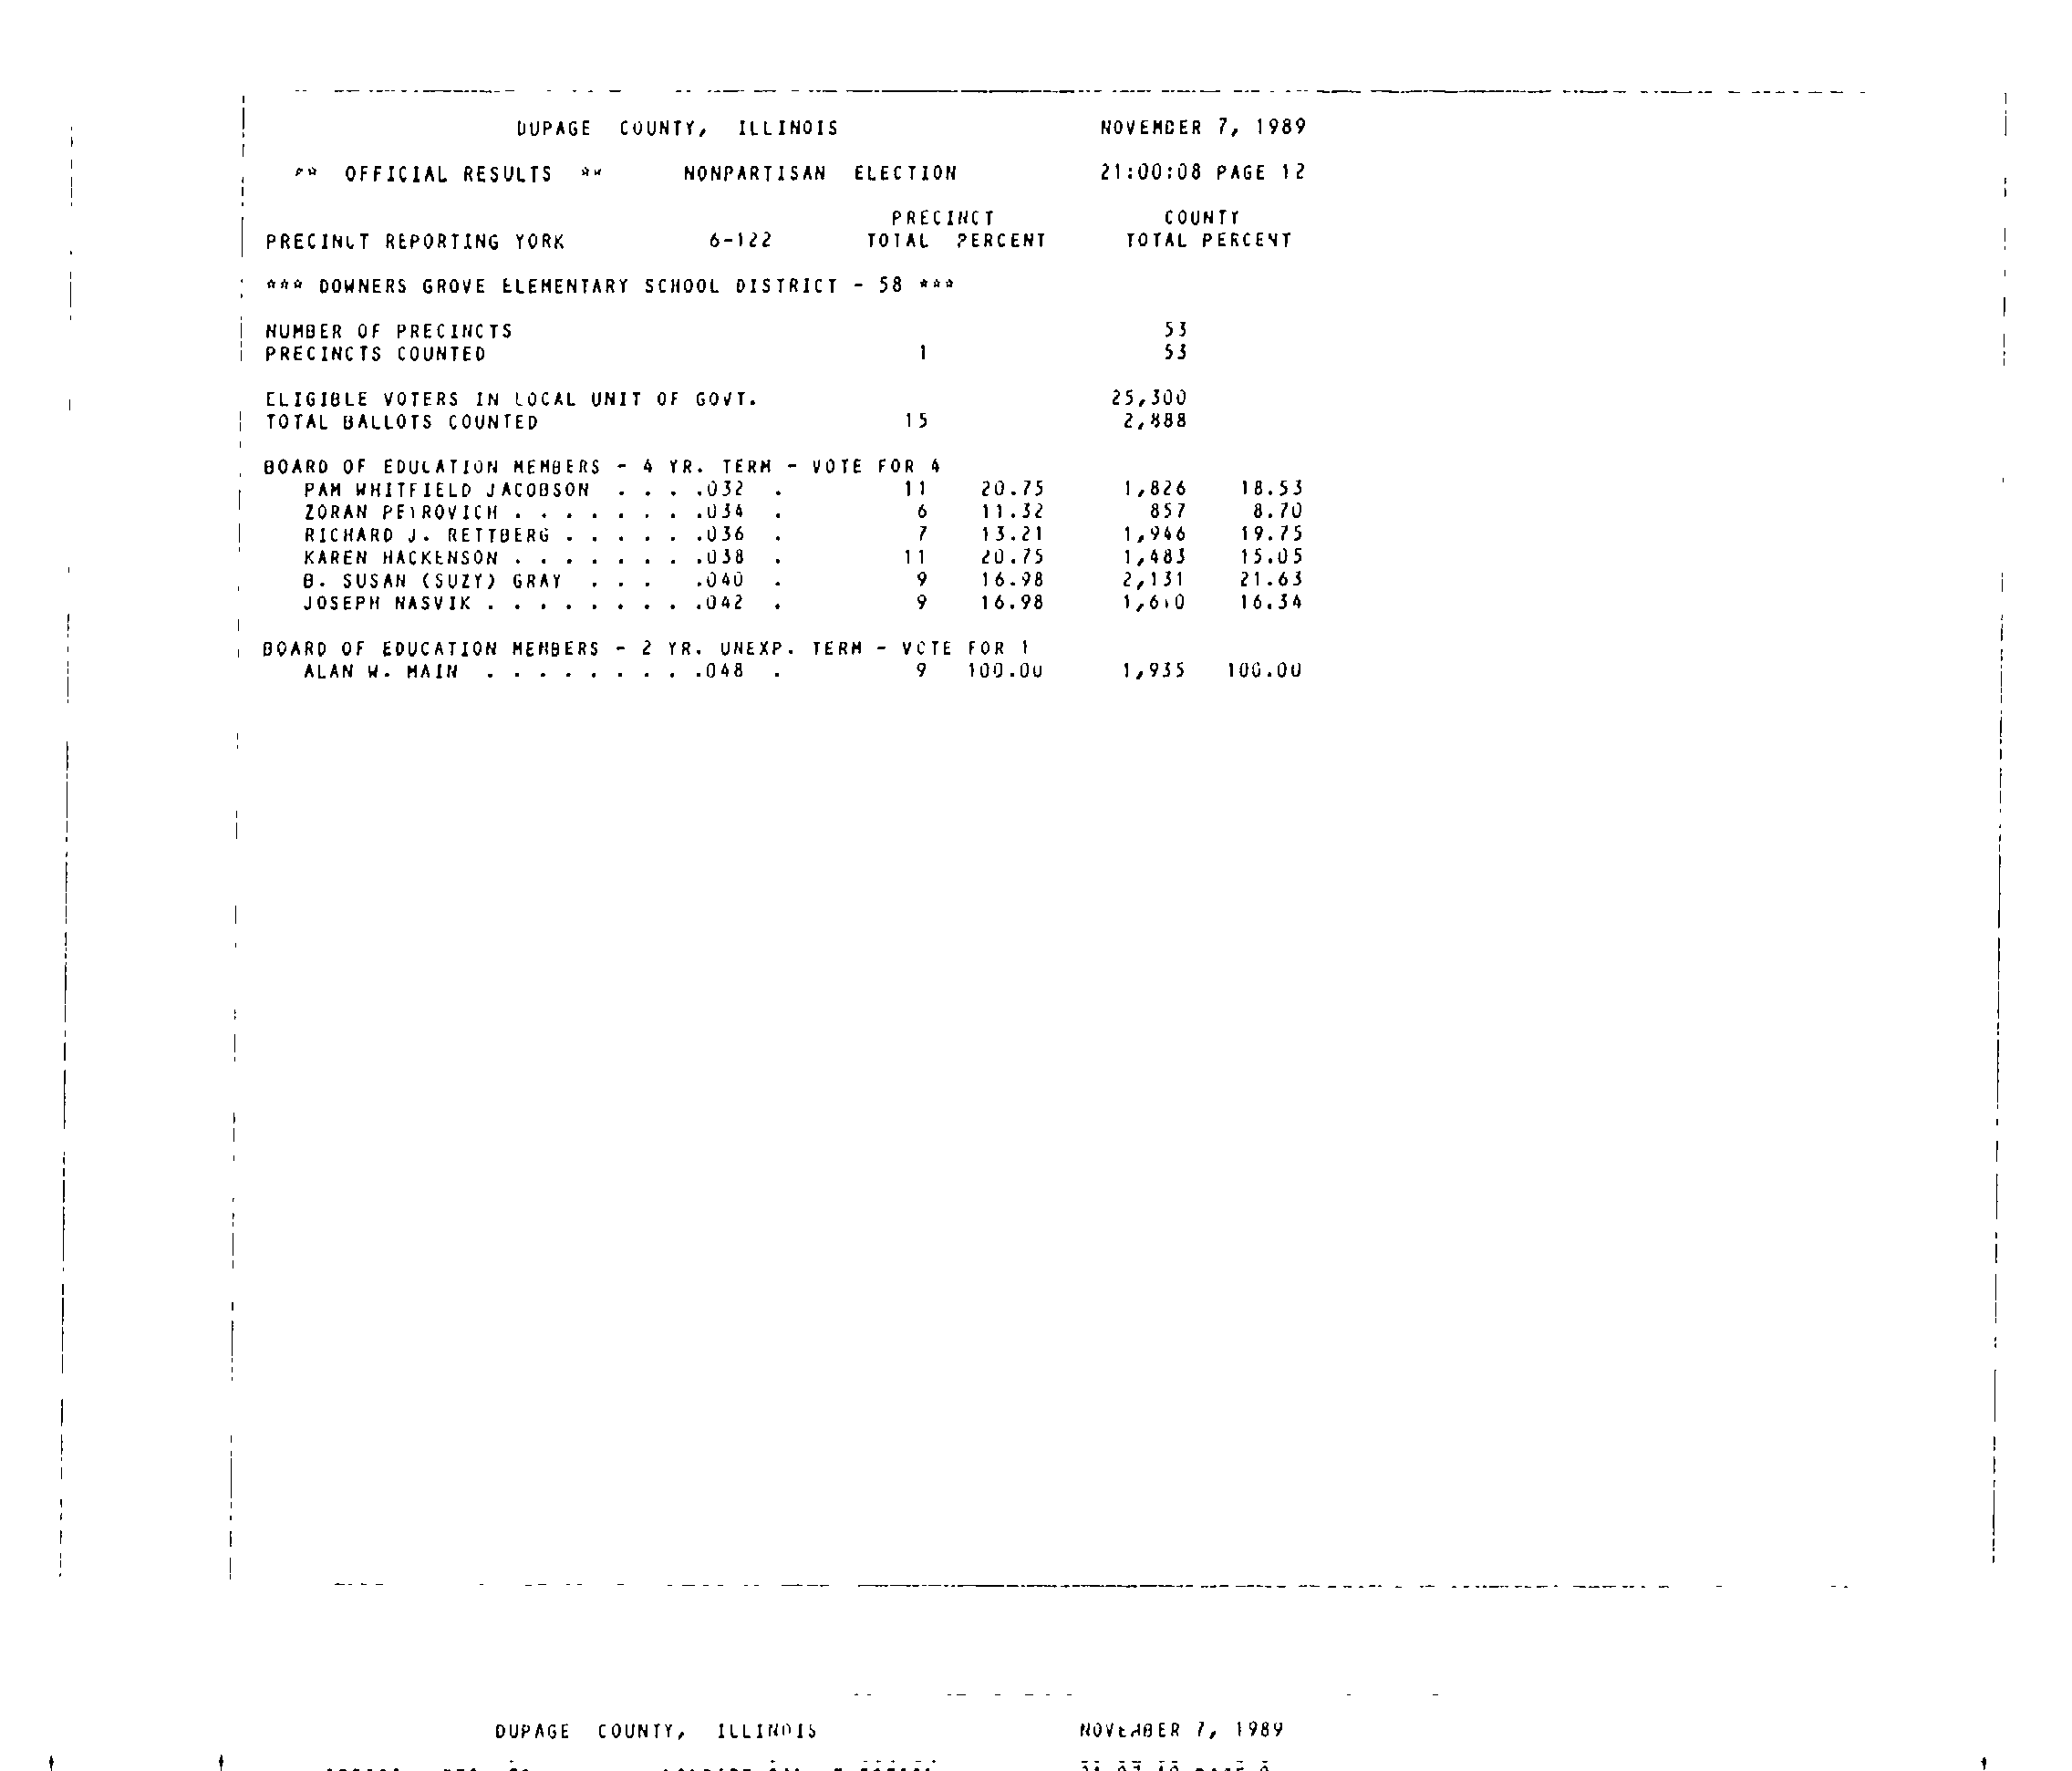 DUPAGE COUNTY, ILLINOIS NOVEMBER 7, 1989
** OFFICIAL RESULTS ** NONPARTISAN ELECTION 21:00:08 PAGE 12
PRECINCT COUNTY
PRECINCT REPORTING YORK 6-122 TOTAL PERCENT TOTAL PERCENT
*** DOWNERS GROVE ELEMENTARY SCHOOL DISTRICT - 58 ***
NUMBER OF PRECINCTS 53
PRECINCTS COUNTED 1 53
ELIGIBLE VOTERS IN LOCAL UNIT OF GOVT. 25,300
TOTAL BALLOTS COUNTED 15 2,888
BOARD OF EDUCATION MEMBERS - 4 YR. TERM - VOTE FOR 4
PAM WHITFIELD JACOBSON . . . .032 . 11 20.75 1,826 18.53
ZORAN PETROVICH . . . . . . . .034 . 6 11.32 857 8.70
RICHARD J. RETTBERG . . . . . .036 . 7 13.21 1,946 19.75
KAREN HACKENSON . . . . . . . .038 . 11 20.75 1,483 15.05
B. SUSAN (SUZY) GRAY . . . .040 . 9 16.98 2,131 21.63
JOSEPH NASVIK . . . . . . . . .042 . 9 16.98 1,610 16.34
BOARD OF EDUCATION MEMBERS - 2 YR. UNEXP. TERM - VOTE FOR 1
ALAN W. MAIN . . . . . . . . .048 . 9 100.00 1,935 100.00
DUPAGE COUNTY, ILLINOIS NOVEMBER 7, 1989